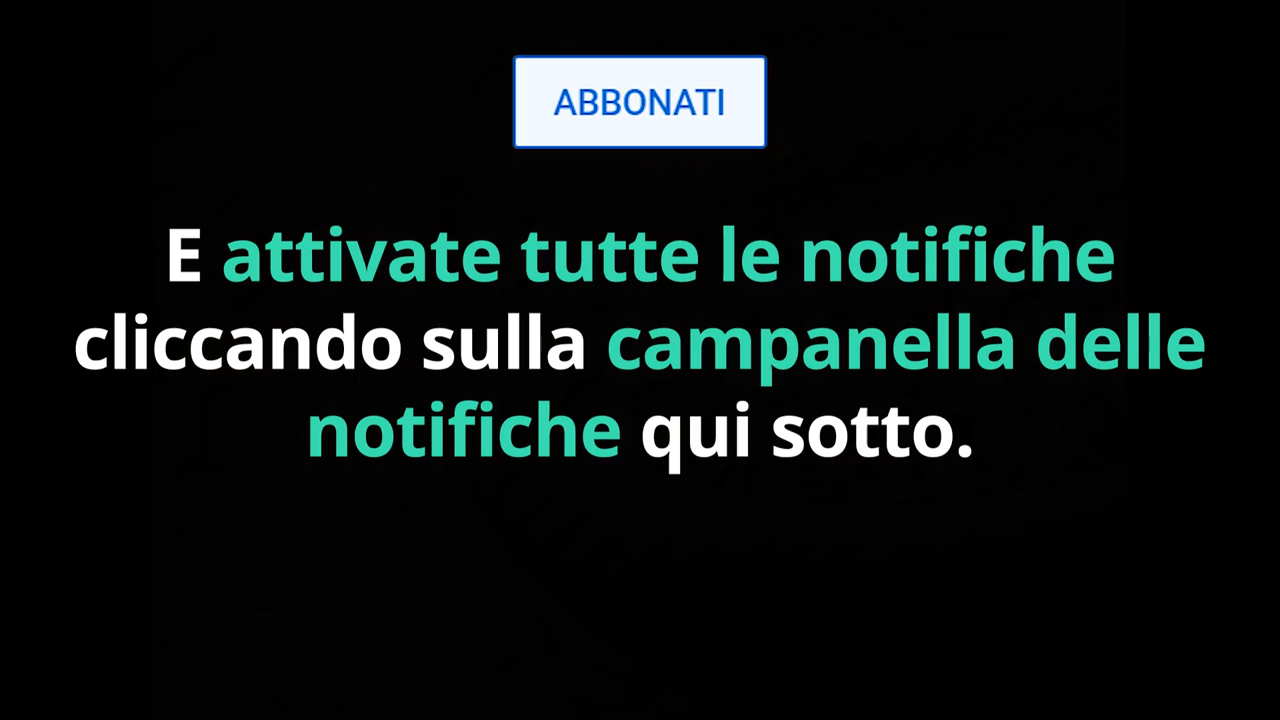 ABBONATI
E attivate tutte le notifiche
cliccando sulla campanella delle
notifiche qui sotto.